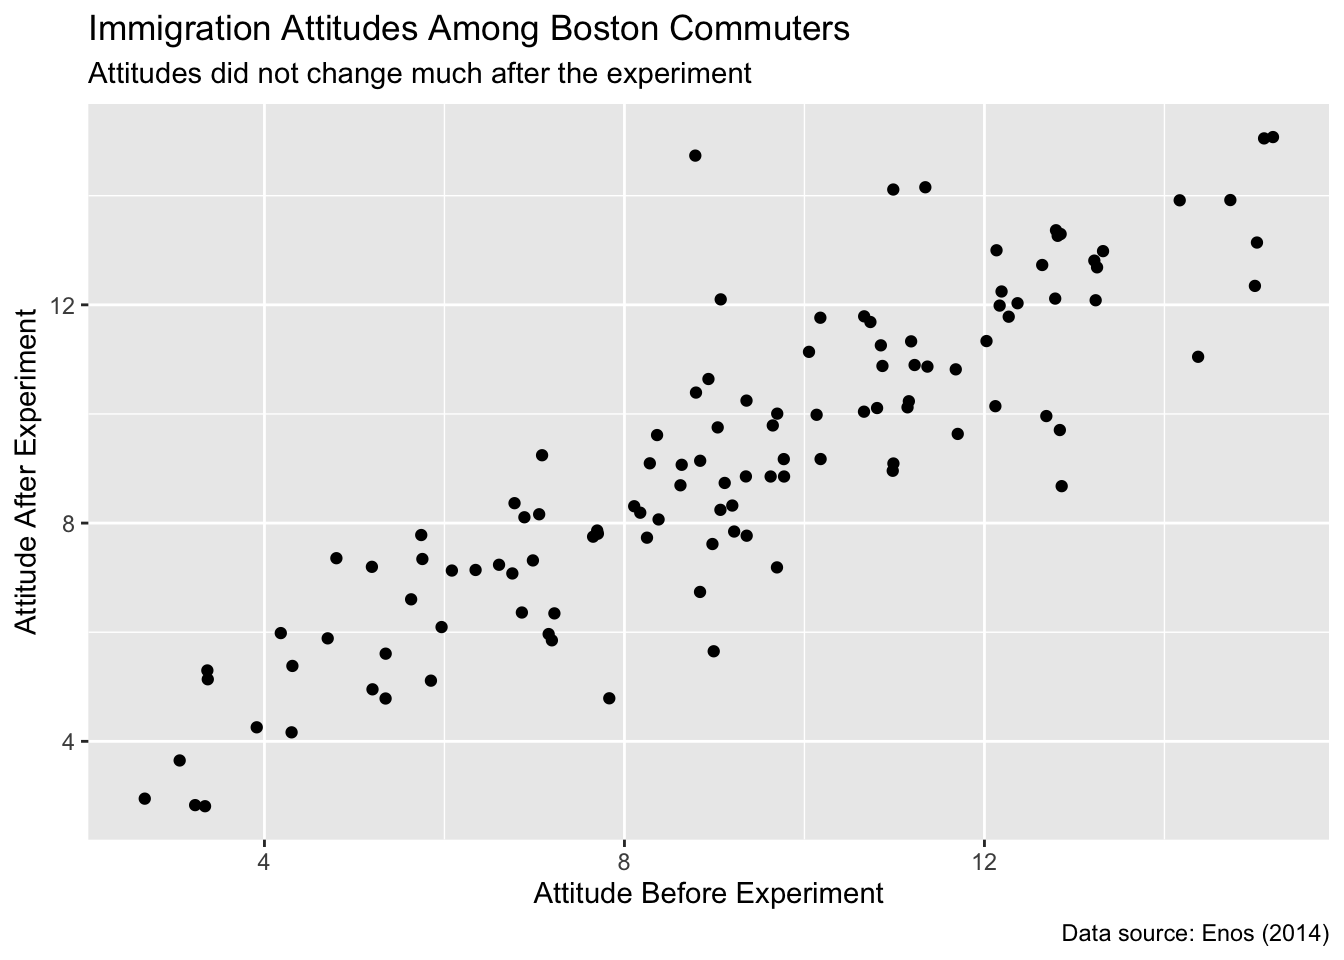 Immigration Attitudes Among Boston Commuters
Attitudes did not change much after the experiment
Attitude After Experiment
12
8
4
4 8 12
Attitude Before Experiment
Data source: Enos (2014)